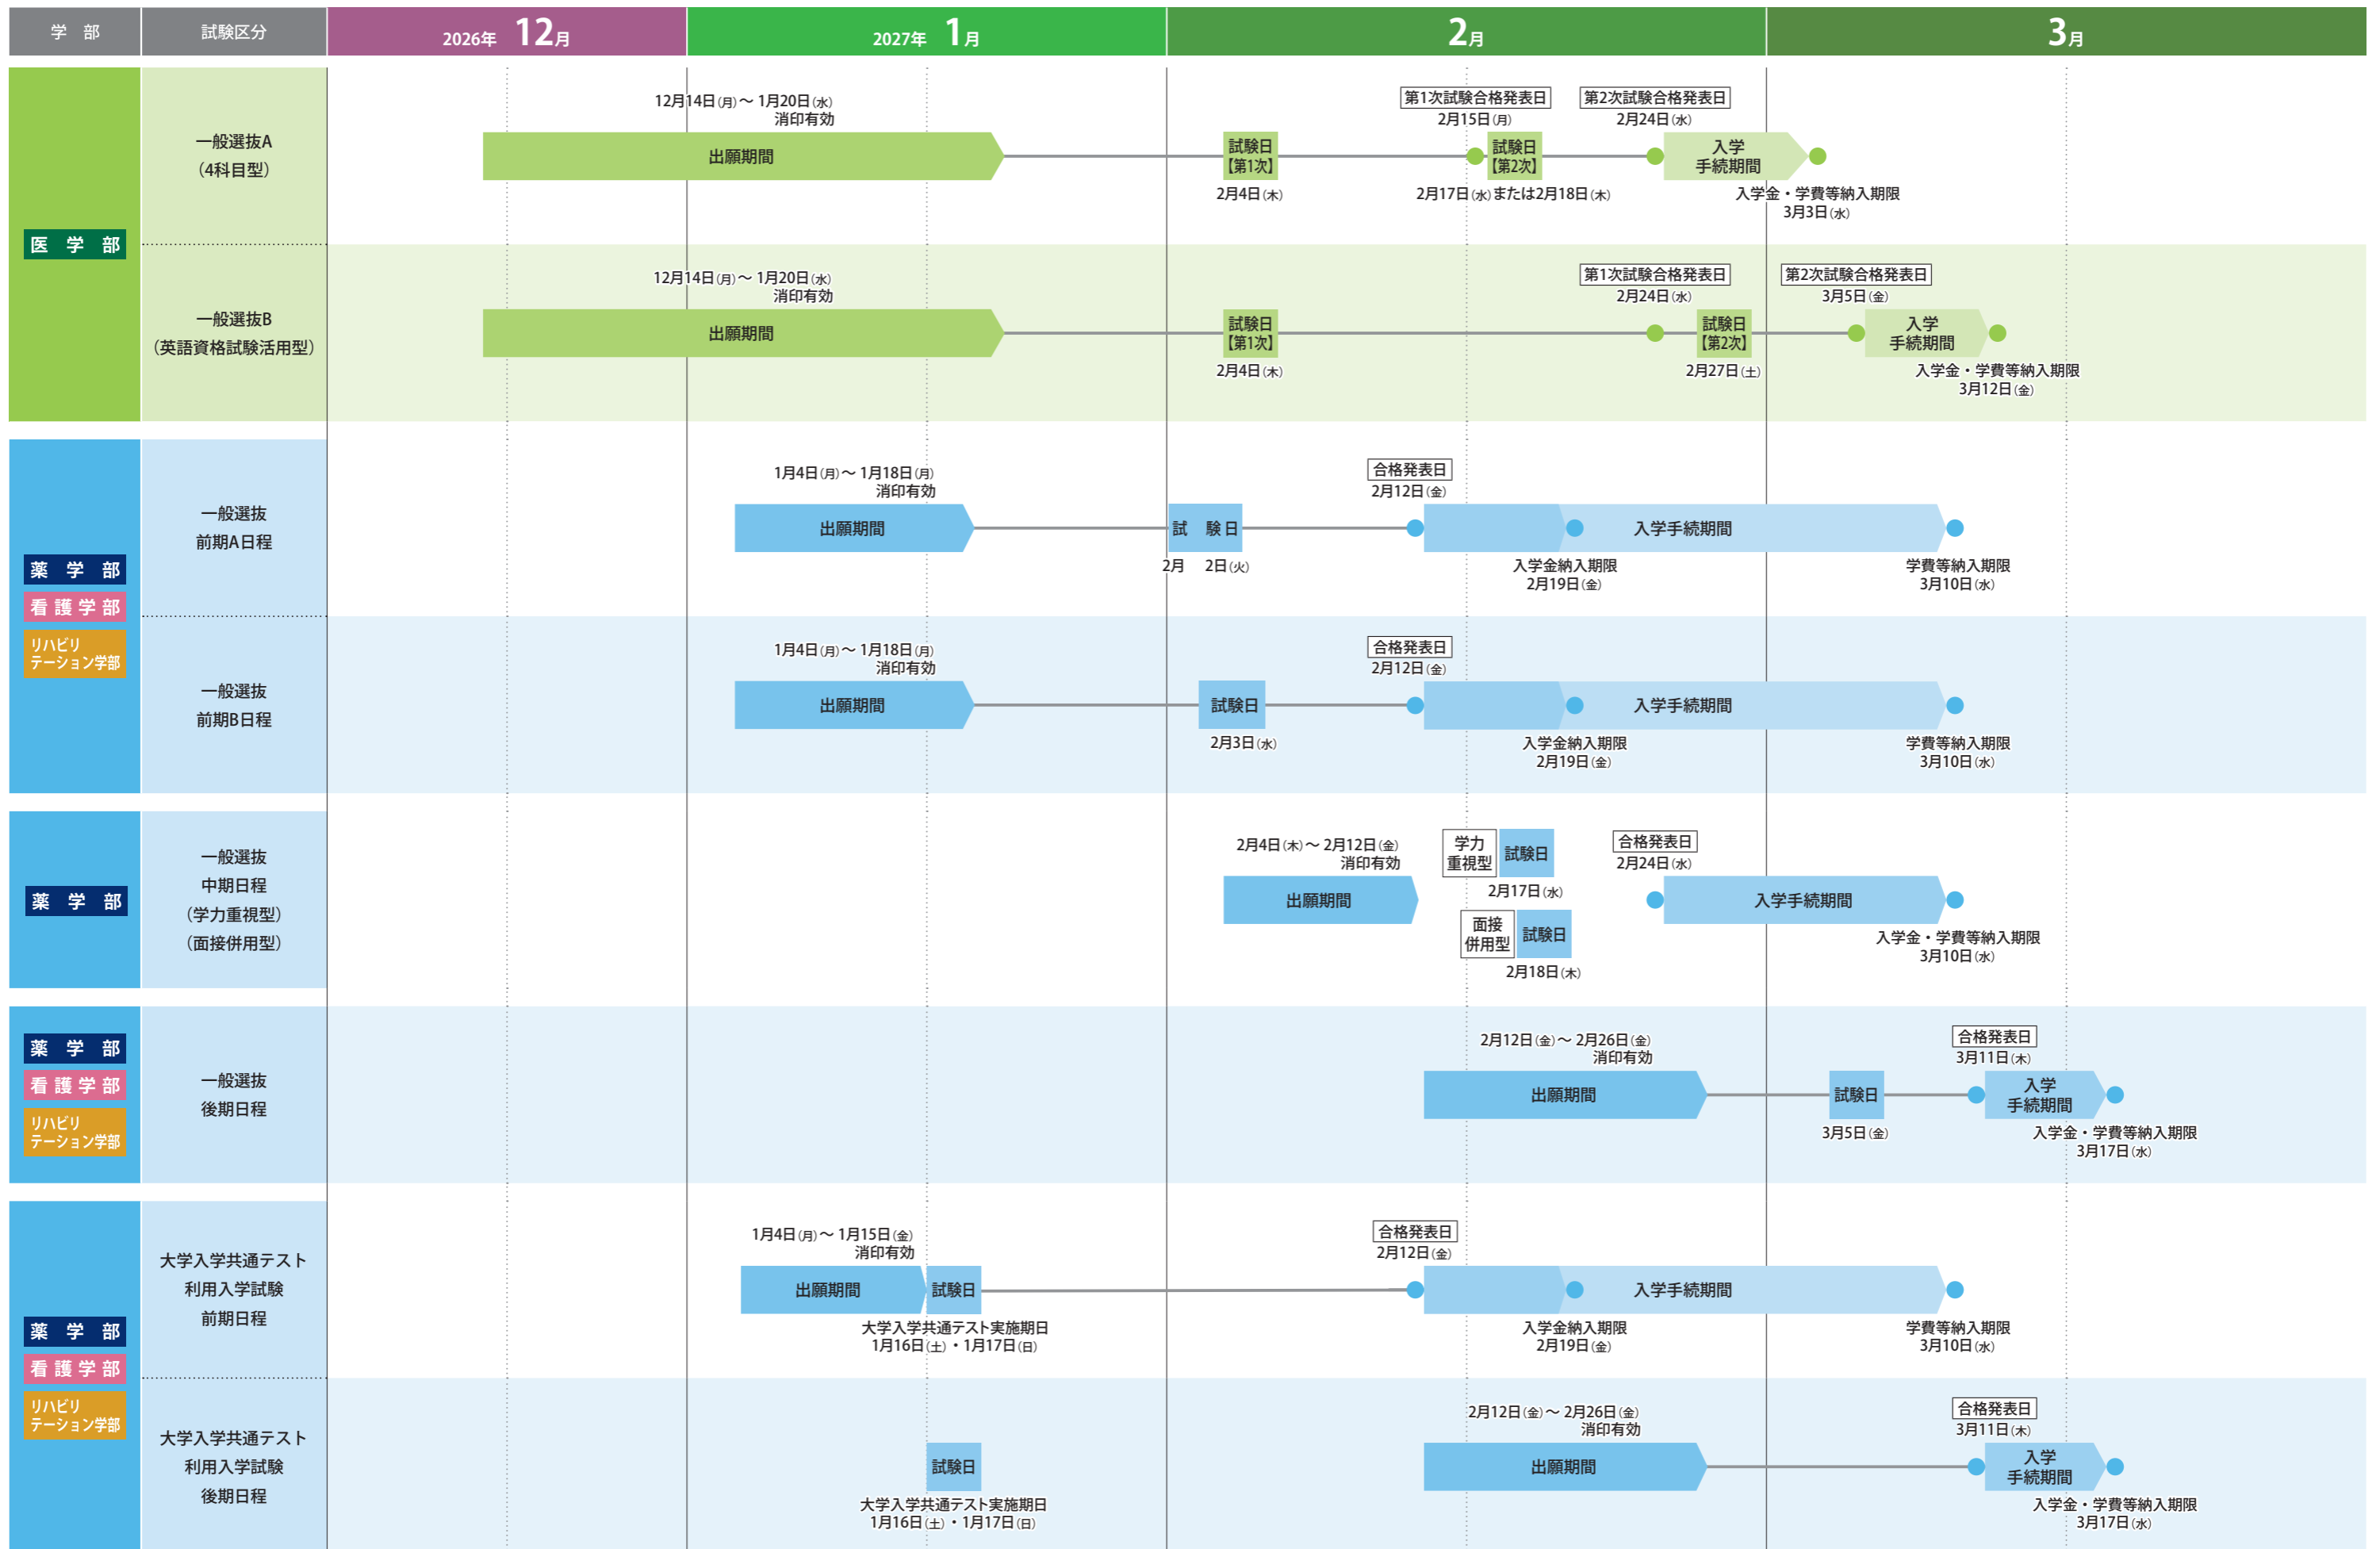 学　部　試験区分　2026年 12月　2027年 1月　2月　3月
医　学　部
一般選抜A
（4科目型）
12月14日（月）～ 1月20日（水）
消印有効
出願期間
試験日
【第1次】
2月4日（木）
第1次試験合格発表日
2月15日（月）
試験日
【第2次】
2月17日（水）または2月18日（木）
第2次試験合格発表日
2月24日（水）
入学
手続期間
入学金・学費等納入期限
3月3日（水）
一般選抜B
（英語資格試験活用型）
12月14日（月）～ 1月20日（水）
消印有効
出願期間
試験日
【第1次】
2月4日（木）
第1次試験合格発表日
2月24日（水）
試験日
【第2次】
2月27日（土）
第2次試験合格発表日
3月5日（金）
入学
手続期間
入学金・学費等納入期限
3月12日（金）
薬　学　部
看護学部
リハビリ
テーション学部
一般選抜
前期A日程
1月4日（月）～ 1月18日（月）
消印有効
出願期間
試　験日
2月　2日（火）
合格発表日
2月12日（金）
入学手続期間
入学金納入期限
2月19日（金）
学費等納入期限
3月10日（水）
一般選抜
前期B日程
1月4日（月）～ 1月18日（月）
消印有効
出願期間
試験日
2月3日（水）
合格発表日
2月12日（金）
入学手続期間
入学金納入期限
2月19日（金）
学費等納入期限
3月10日（水）
薬　学　部
一般選抜
中期日程
（学力重視型）
（面接併用型）
2月4日（木）～ 2月12日（金）
消印有効
出願期間
学力
重視型
試験日
2月17日（水）
面接
併用型
試験日
2月18日（木）
合格発表日
2月24日（水）
入学手続期間
入学金・学費等納入期限
3月10日（水）
薬　学　部
看護学部
リハビリ
テーション学部
一般選抜
後期日程
2月12日（金）～ 2月26日（金）
消印有効
出願期間
試験日
3月5日（金）
合格発表日
3月11日（木）
入学
手続期間
入学金・学費等納入期限
3月17日（水）
薬　学　部
看護学部
リハビリ
テーション学部
大学入学共通テスト
利用入学試験
前期日程
1月4日（月）～ 1月15日（金）
消印有効
出願期間
試験日
大学入学共通テスト実施期日
1月16日（土）・1月17日（日）
合格発表日
2月12日（金）
入学手続期間
入学金納入期限
2月19日（金）
学費等納入期限
3月10日（水）
大学入学共通テスト
利用入学試験
後期日程
試験日
大学入学共通テスト実施期日
1月16日（土）・1月17日（日）
2月12日（金）～ 2月26日（金）
消印有効
出願期間
合格発表日
3月11日（木）
入学
手続期間
入学金・学費等納入期限
3月17日（水）